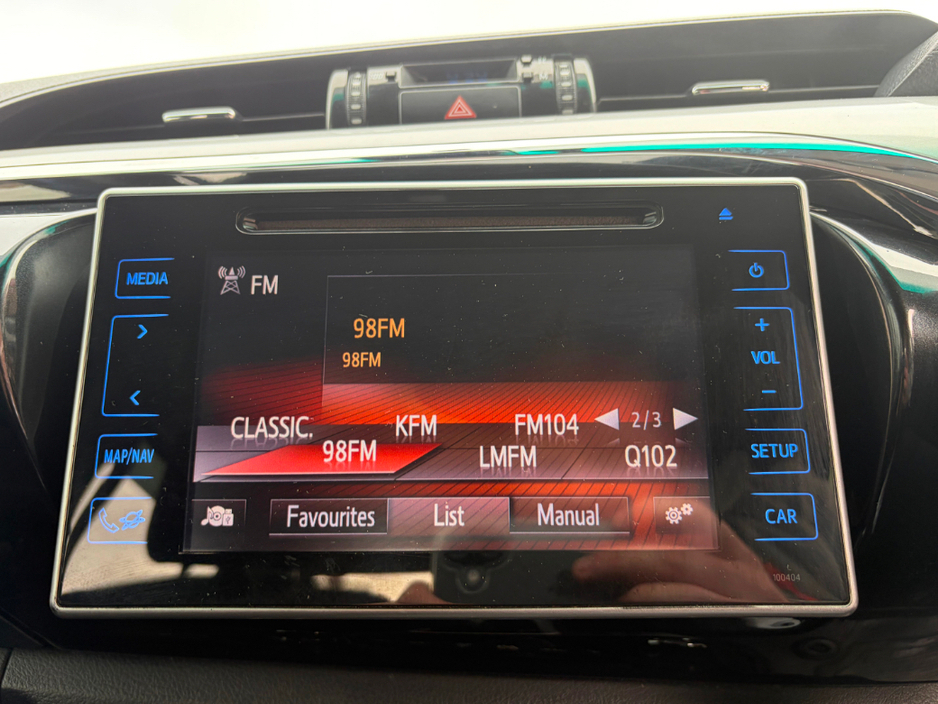 MEDIA
FM
98FM
98FM
VOL
CLASSIC. KFM FM104 2/3
98FM LMFM Q102
MAP/NAV
SETUP
Favourites List Manual
CAR
100404